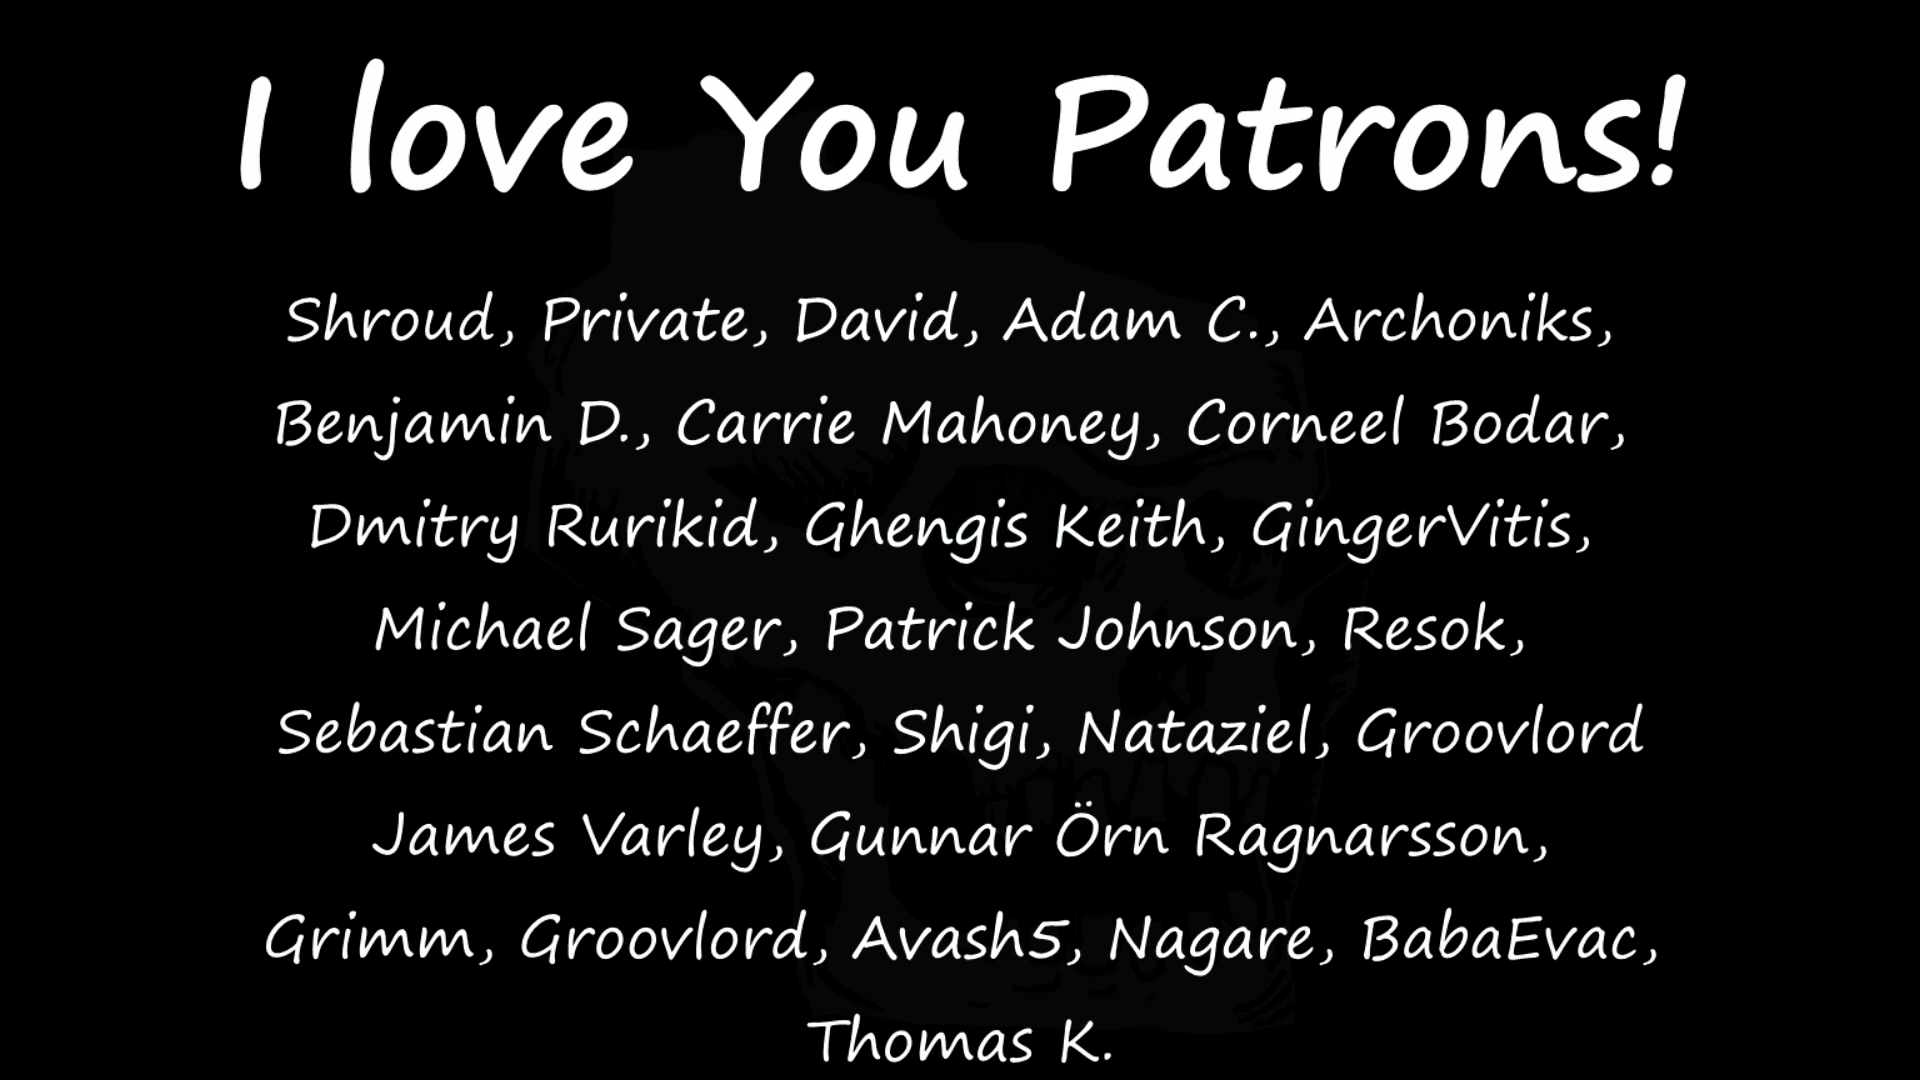 I love You Patrons!
Shroud, Private, David, Adam C., Archoniks,
Benjamin D., Carrie Mahoney, Corneel Bodar,
Dmitry Rurikid, Ghengis Keith, GingerVitis,
Michael Sager, Patrick Johnson, Resok,
Sebastian Schaeffer, Shigi, Nataziel, Groovlord
James Varley, Gunnar Örn Ragnarsson,
Grimm, Groovlord, Avash5, Nagare, BabaEvac,
Thomas K.